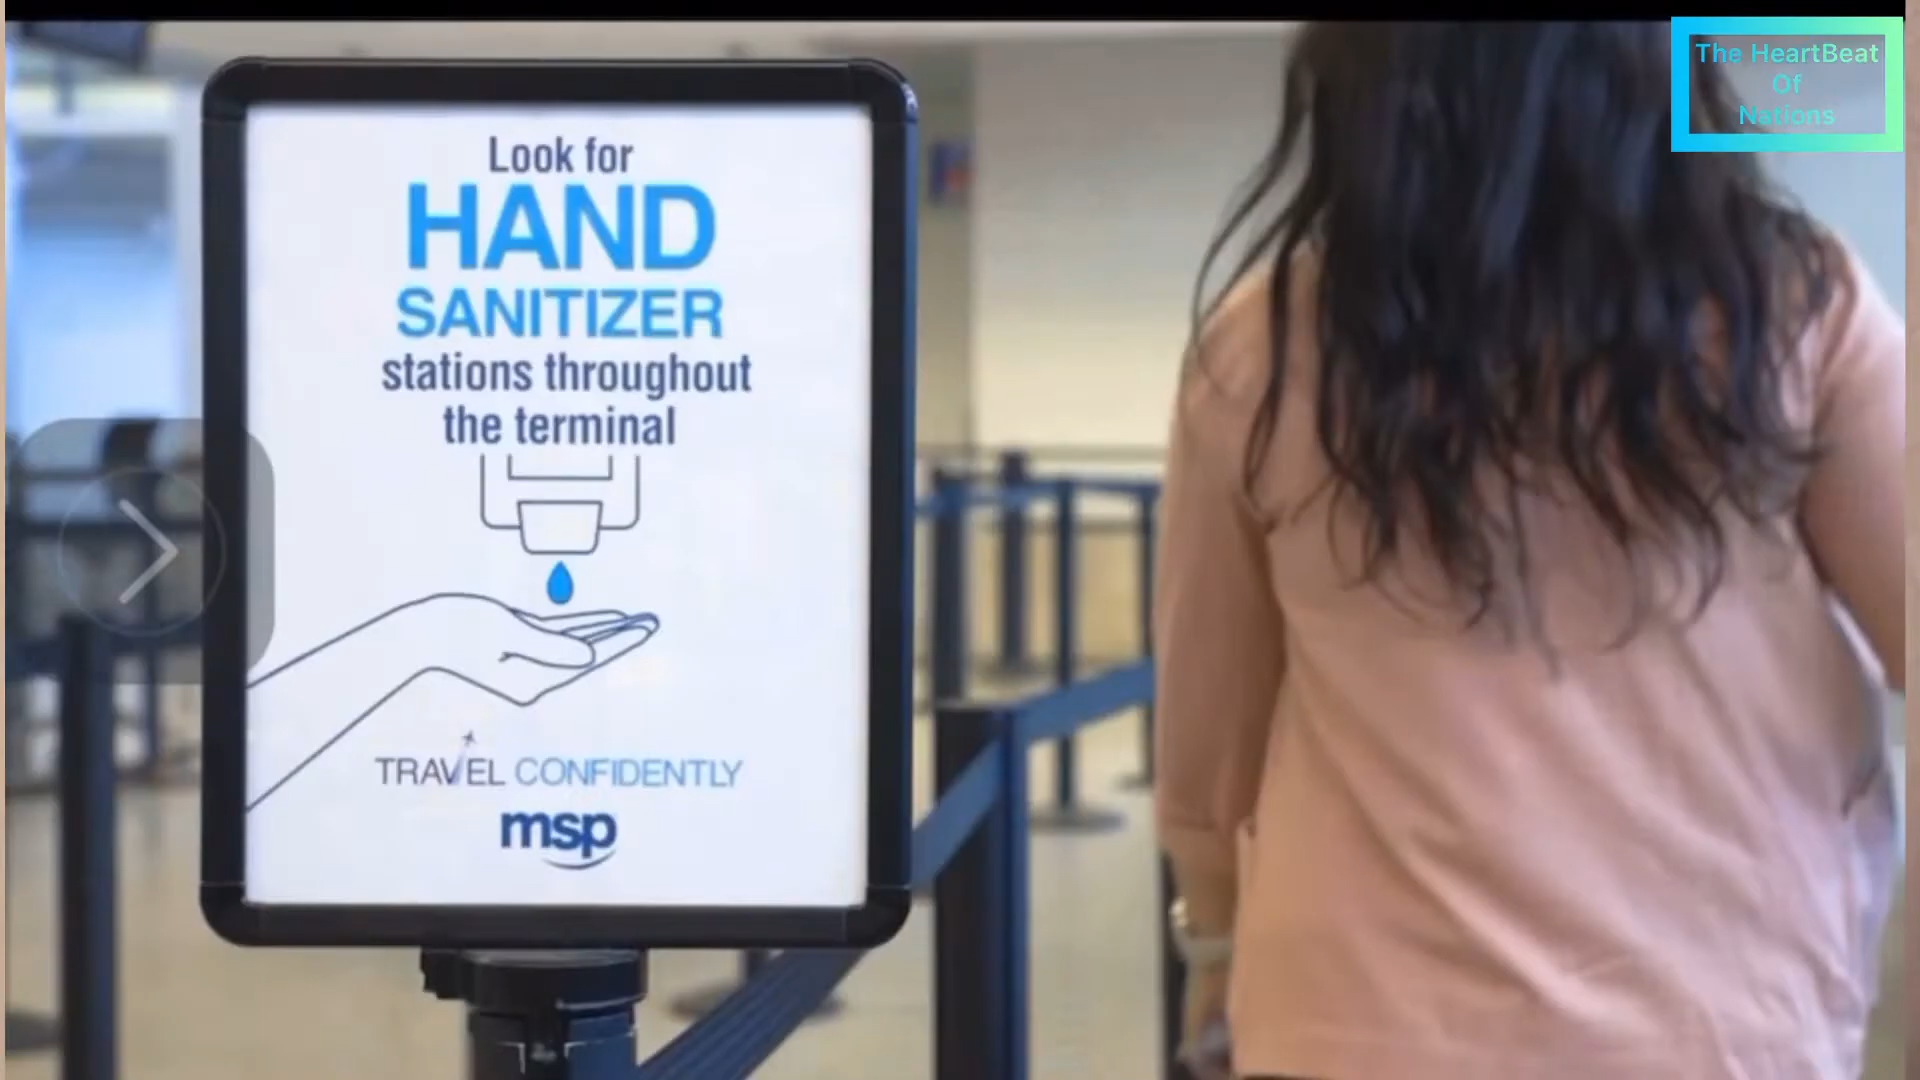 Look for
HAND
SANITIZER
stations throughout
the terminal
TRAVEL CONFIDENTLY
msp
The HeartBeat
Of
Nations